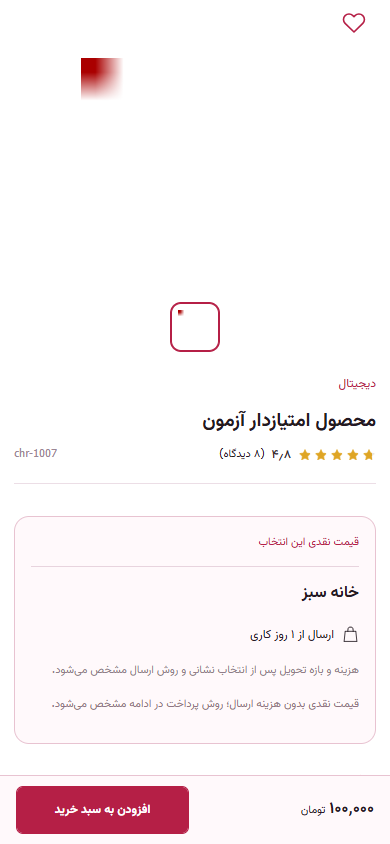 دیجیتال
محصول امتیازدار آزمون
۴٫۸ (۸ دیدگاه)
chr-1007
قیمت نقدی این انتخاب
خانه سبز
ارسال از ۱ روز کاری
هزینه و بازه تحویل پس از انتخاب نشانی و روش ارسال مشخص می‌شود.
قیمت نقدی بدون هزینه ارسال؛ روش پرداخت در ادامه مشخص می‌شود.
۱۰۰,۰۰۰ تومان
افزودن به سبد خرید